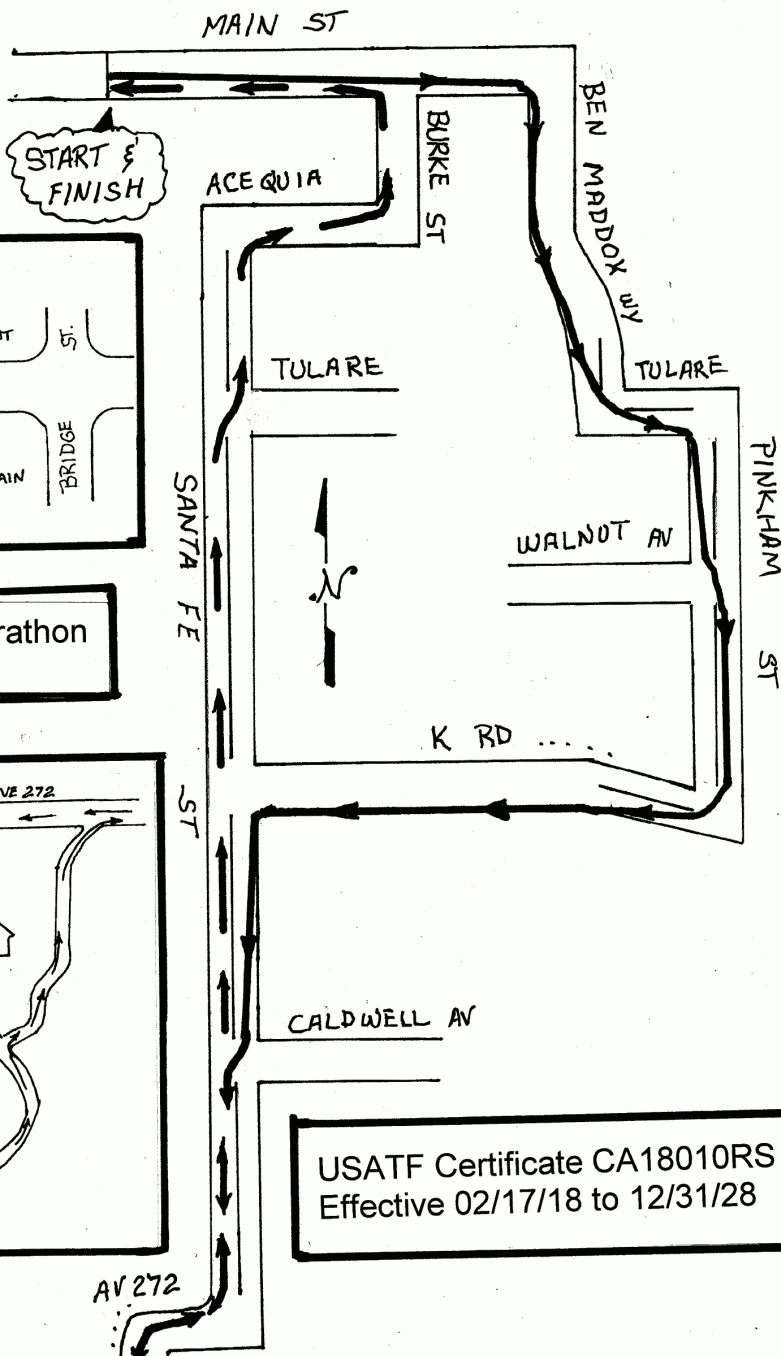 MAIN ST
START &
FINISH
ACEQUIA
BURKE ST
BEN MADDOX WY
ST.
BRIDGE
TULARE
TULARE
PINKHAM ST
SANTA FE ST
N
WALNUT AV
rathon
K RD .....
VE 272
CALDWELL AV
USATF Certificate CA18010RS
Effective 02/17/18 to 12/31/28
AV 272